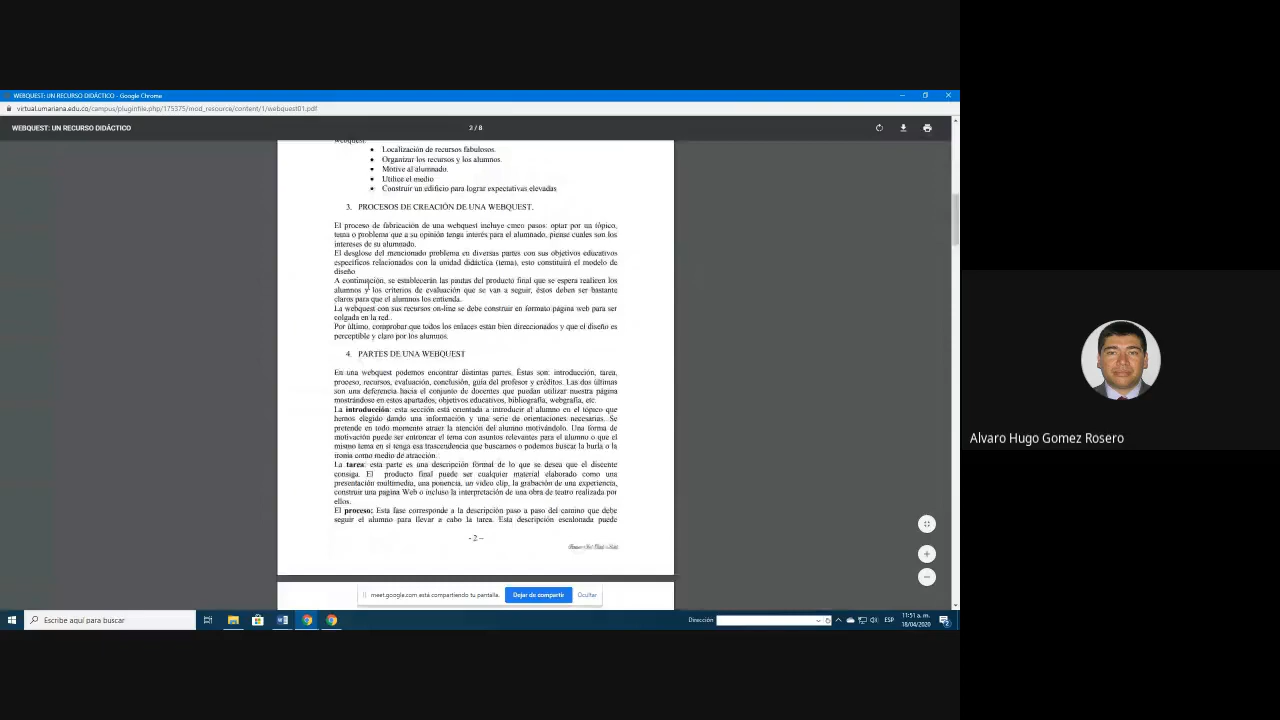 WEBQUEST: UN RECURSO DIDÁCTICO - Google Chrome
virtual.umariana.edu.co/campus/pluginfile.php/175375/mod_resource/content/1/webquest01.pdf
WEBQUEST: UN RECURSO DIDÁCTICO
2 / 8
webquest:
• Localización de recursos fabulosos.
• Organizar los recursos y los alumnos.
• Motive al alumnado.
• Utilice el medio
• Construir un edificio para lograr expectativas elevadas
3. PROCESOS DE CREACIÓN DE UNA WEBQUEST.
El proceso de fabricación de una webquest incluye cinco pasos: optar por un tópico,
tema o problema que a su opinión tenga interés para el alumnado, piense cuales son los
intereses de su alumnado.
El desglose del mencionado problema en diversas partes con sus objetivos educativos
específicos relacionados con la unidad didáctica (tema), esto constituirá el modelo de
diseño
A continuación, se establecerán las pautas del producto final que se espera realicen los
alumnos y los criterios de evaluación que se van a seguir, éstos deben ser bastante
claros para que el alumnos los entienda.
La webquest con sus recursos on-line se debe construir en formato página web para ser
colgada en la red..
Por último, comprobar que todos los enlaces están bien direccionados y que el diseño es
perceptible y claro por los alumnos.
4. PARTES DE UNA WEBQUEST
En una webquest podemos encontrar distintas partes. Éstas son: introducción, tarea,
proceso, recursos, evaluación, conclusión, guía del profesor y créditos. Las dos últimas
son una deferencia hacia el conjunto de docentes que puedan utilizar nuestra página
mostrándose en estos apartados, objetivos educativos, bibliografía, webgrafía, etc.
La introducción: esta sección está orientada a introducir al alumno en el tópico que
hemos elegido dando una información y una serie de orientaciones necesarias. Se
pretende en todo momento atraer la atención del alumno motivándolo. Una forma de
motivación puede ser entroncar el tema con asuntos relevantes para el alumno o que el
mismo tema en sí tenga esa trascendencia que buscamos o podemos buscar la burla o la
ironía como medio de atracción.
La tarea: esta parte es una descripción formal de lo que se desea que el discente
consiga. El producto final puede ser cualquier material elaborado como una
presentación multimedia, una ponencia, un video clip, la grabación de una experiencia,
construir una pagina Web o incluso la interpretación de una obra de teatro realizada por
ellos.
El proceso: Esta fase corresponde a la descripción paso a paso del camino que debe
seguir el alumno para llevar a cabo la tarea. Esta descripción escalonada puede
- 2 –
meet.google.com está compartiendo tu pantalla.
Dejar de compartir
Ocultar
Alvaro Hugo Gomez Rosero
Escribe aquí para buscar
Dirección
ESP
11:51 a. m.
18/04/2020